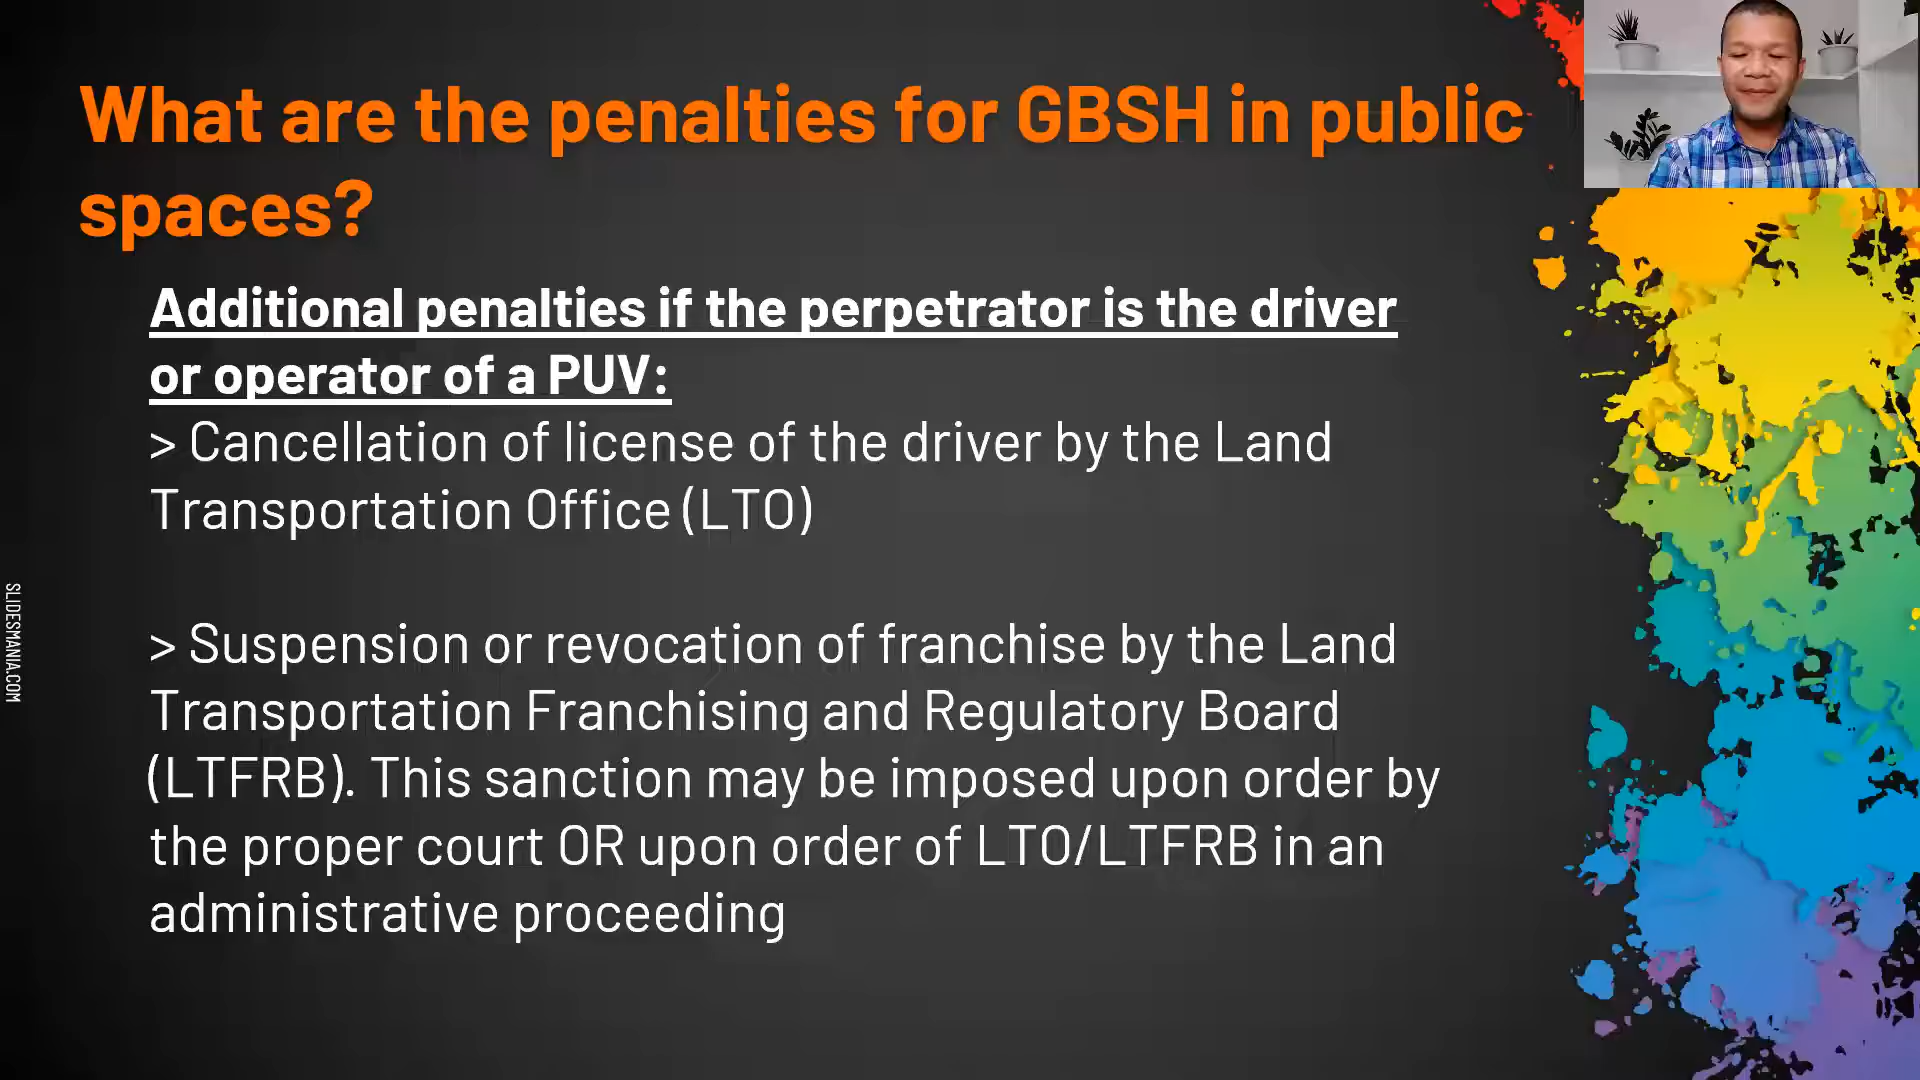 What are the penalties for GBSH in public
spaces?
Additional penalties if the perpetrator is the driver
or operator of a PUV:
> Cancellation of license of the driver by the Land
Transportation Office (LTO)
> Suspension or revocation of franchise by the Land
Transportation Franchising and Regulatory Board
(LTFRB). This sanction may be imposed upon order by
the proper court OR upon order of LTO/LTFRB in an
administrative proceeding
SLIDESMANIA.COM